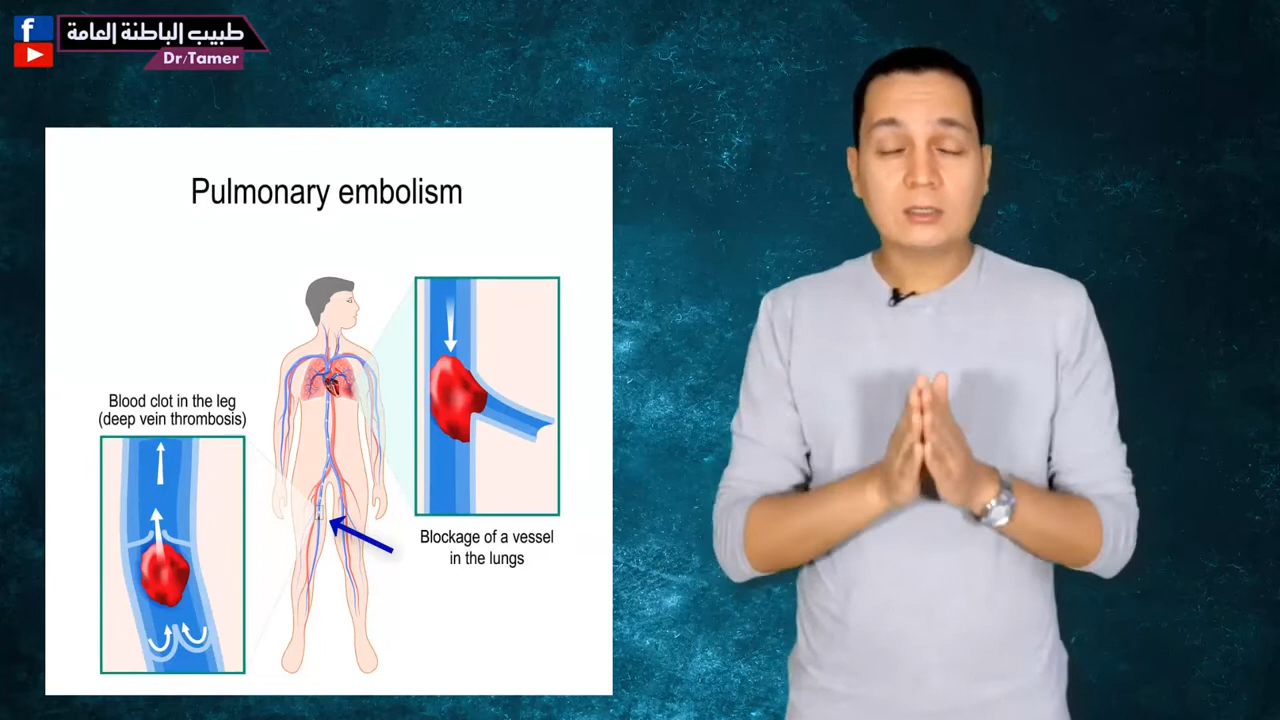 طبيب الباطنة العامة
Dr/Tamer
Pulmonary embolism
Blood clot in the leg
(deep vein thrombosis)
Blockage of a vessel
in the lungs